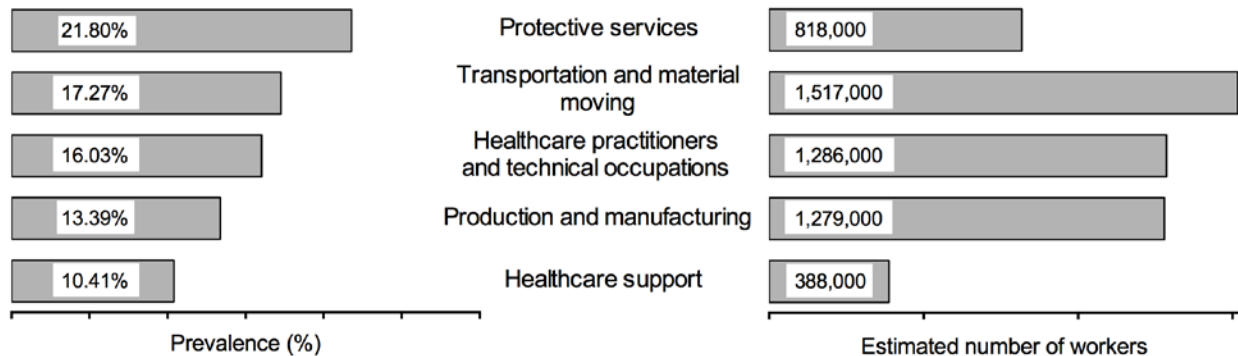 21.80% Protective services 818,000
17.27% Transportation and material moving 1,517,000
16.03% Healthcare practitioners and technical occupations 1,286,000
13.39% Production and manufacturing 1,279,000
10.41% Healthcare support 388,000
Prevalence (%) Estimated number of workers